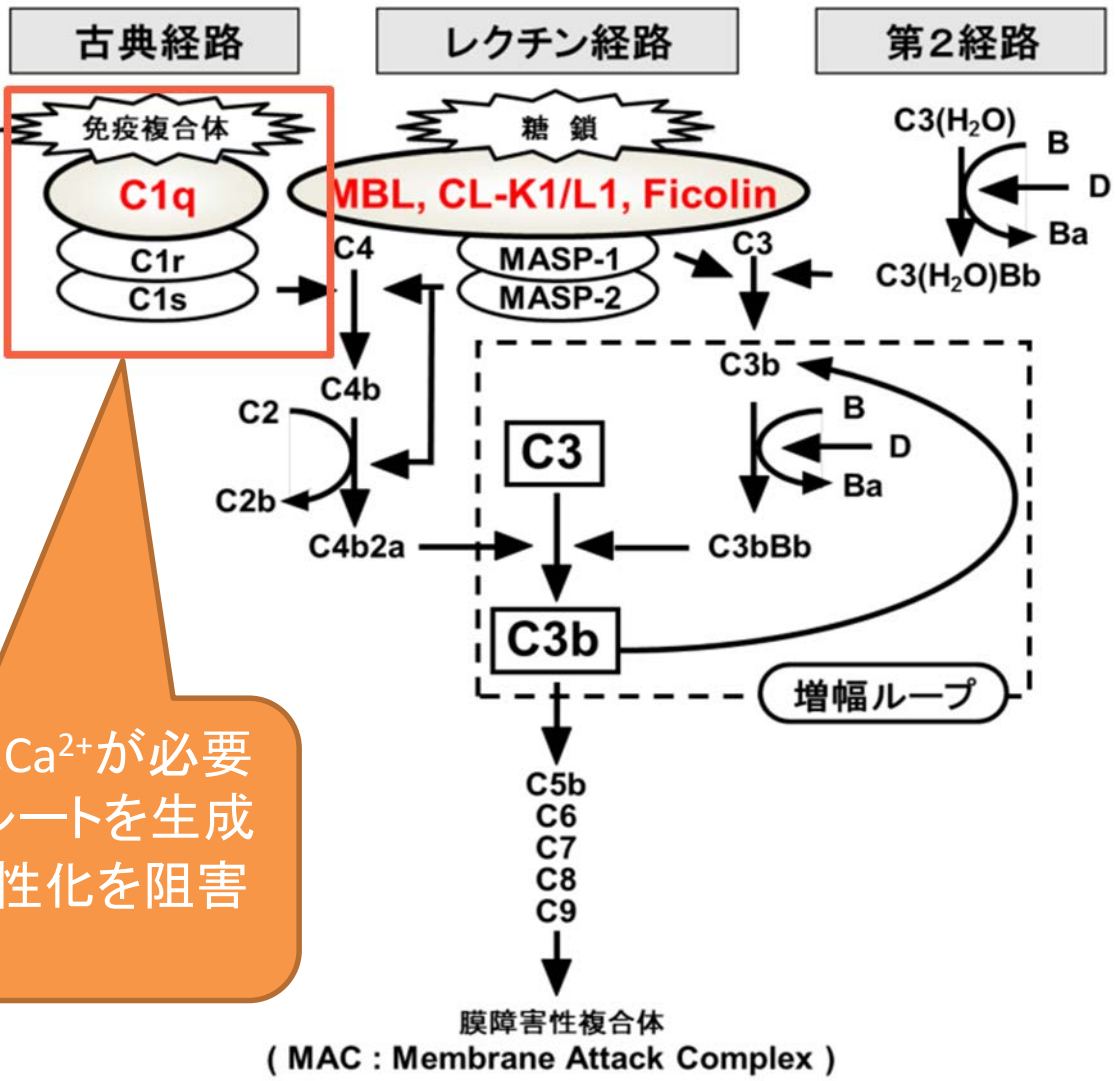 古典経路
レクチン経路
第２経路
免疫複合体
C1q
C1r
C1s
糖 鎖
MBL, CL-K1/L1, Ficolin
MASP-1
MASP-2
C3(H₂O)
B
D
Ba
C3(H₂O)Bb
C4
C3
C4b
C2
C2b
C4b2a
C3b
B
D
Ba
C3bBb
C3
C3b
増幅ループ
Ca²⁺が必要
レートを生成
性化を阻害
C5b
C6
C7
C8
C9
膜障害性複合体
( MAC : Membrane Attack Complex )